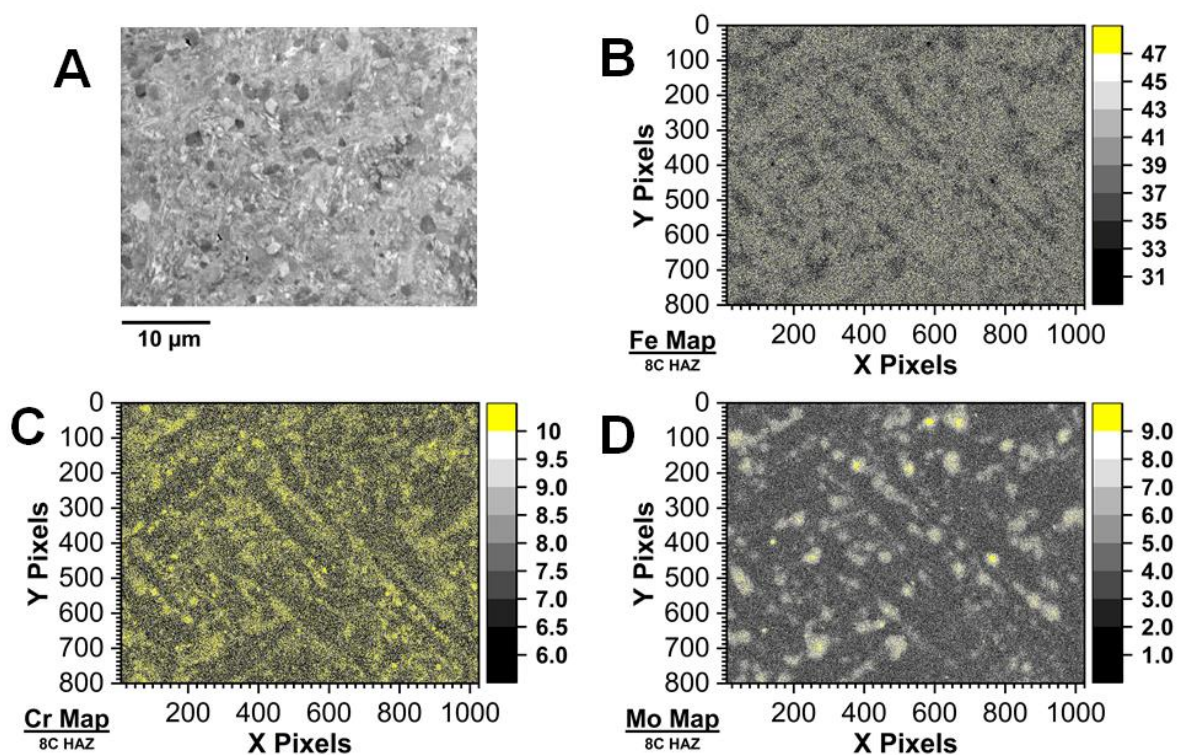 A
10 µm
B
0
100
200
300
400
500
600
700
800
Y Pixels
200 400 600 800 1000
X Pixels
Fe Map
8C HAZ
47
45
43
41
39
37
35
33
31
C
0
100
200
300
400
500
600
700
800
Y Pixels
200 400 600 800 1000
X Pixels
Cr Map
8C HAZ
10
9.5
9.0
8.5
8.0
7.5
7.0
6.5
6.0
D
0
100
200
300
400
500
600
700
800
Y Pixels
200 400 600 800 1000
X Pixels
Mo Map
8C HAZ
9.0
8.0
7.0
6.0
5.0
4.0
3.0
2.0
1.0